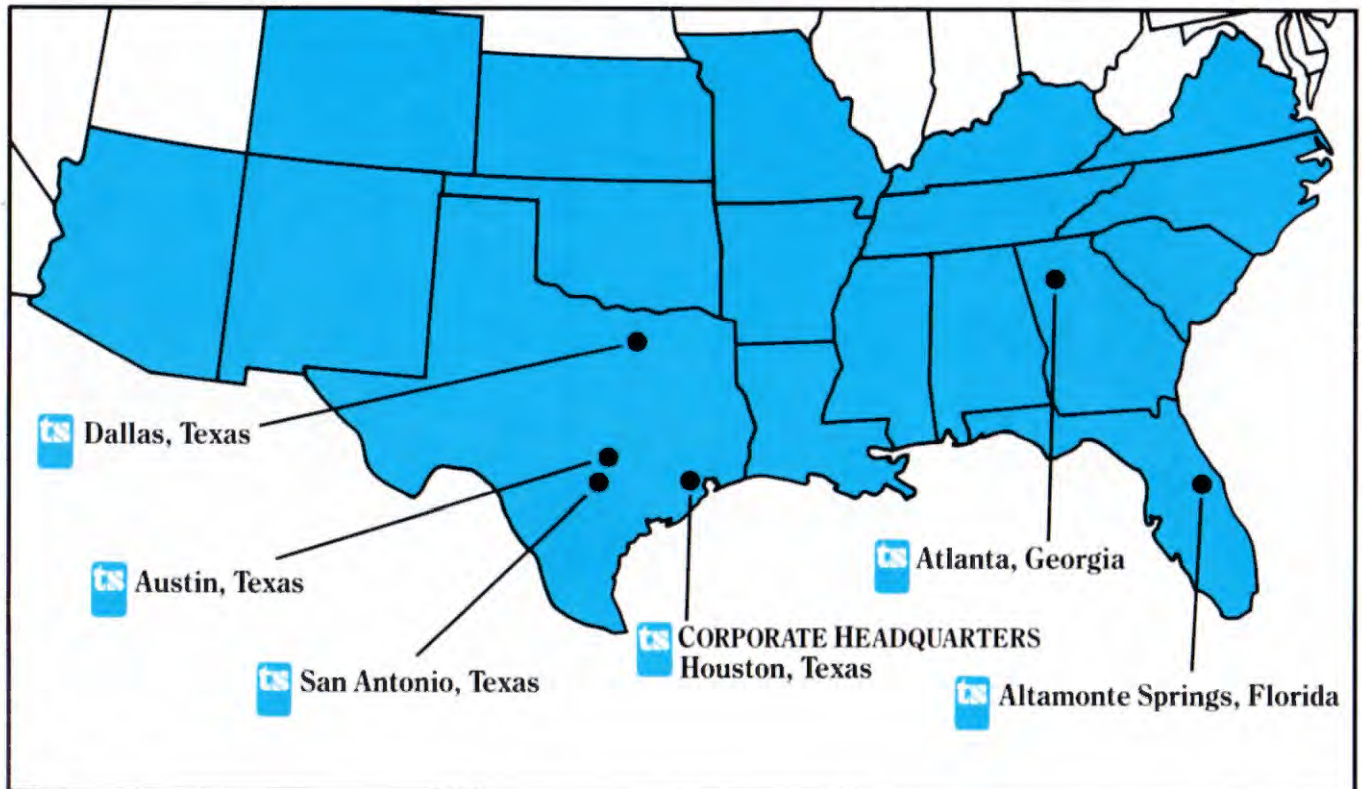 ts Dallas, Texas
ts Austin, Texas
ts San Antonio, Texas
ts CORPORATE HEADQUARTERS
Houston, Texas
ts Atlanta, Georgia
ts Altamonte Springs, Florida